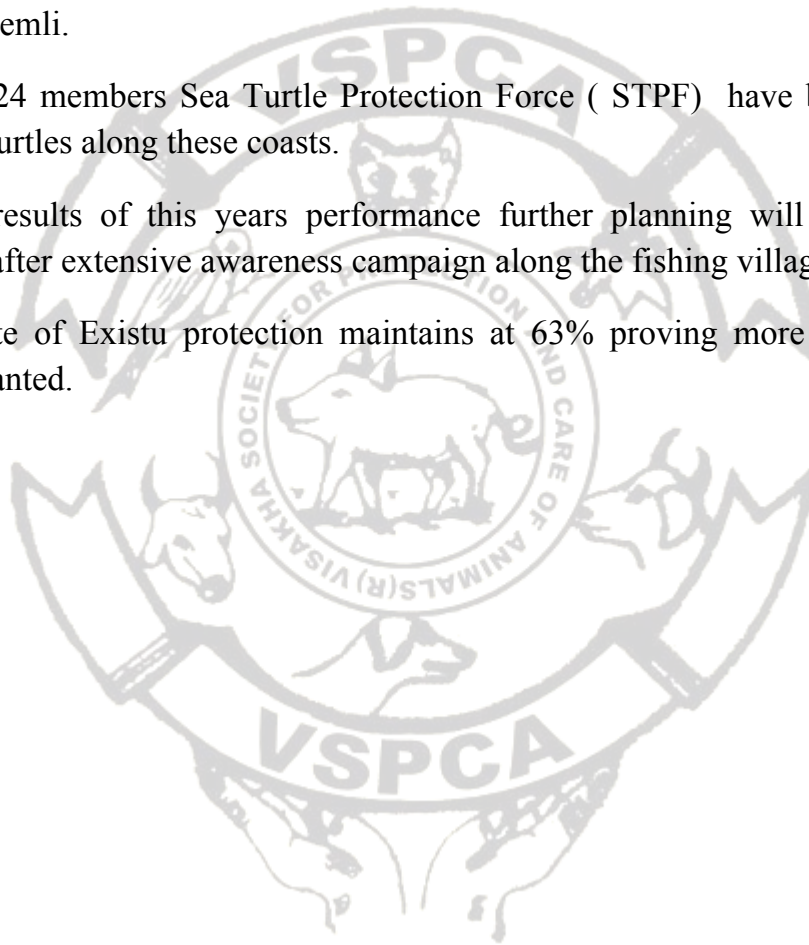 emli.
24 members Sea Turtle Protection Force ( STPF) have b
urtles along these coasts.
results of this years performance further planning will
after extensive awareness campaign along the fishing villag
te of Existu protection maintains at 63% proving more
anted.
VSPCA
VISAKHA SOCIETY FOR PROTECTION AND CARE OF ANIMALS(R)
VSPCA